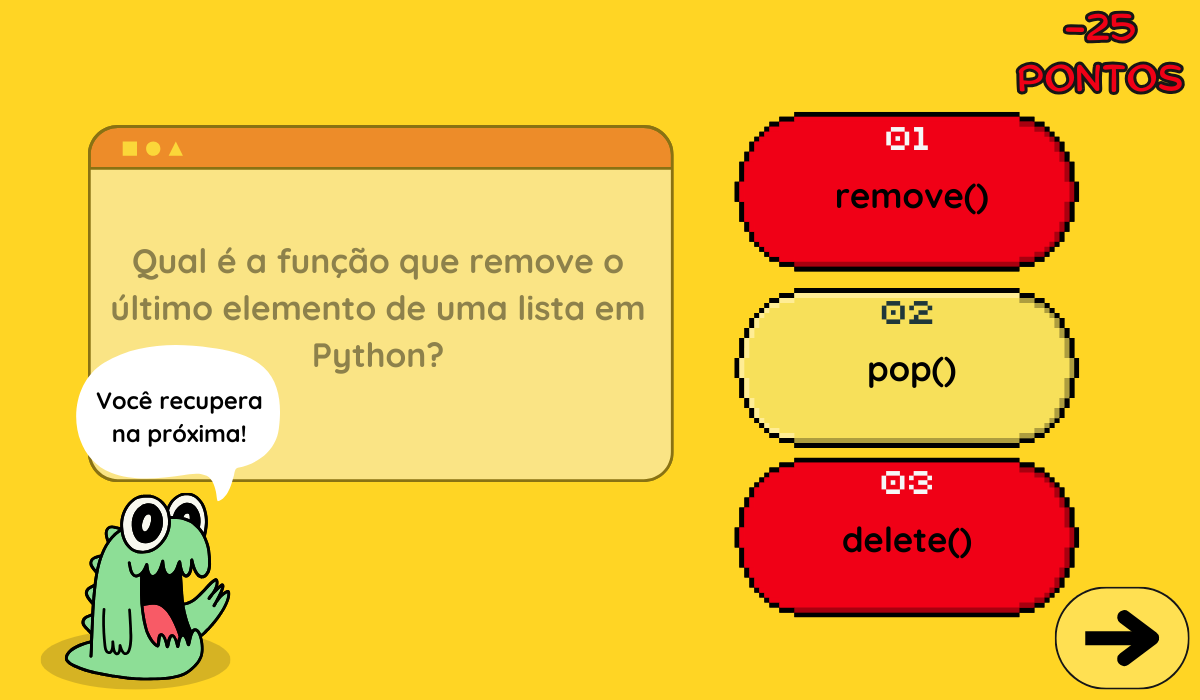 -25
PONTOS
Qual é a função que remove o
último elemento de uma lista em
Python?
Você recupera
na próxima!
01
remove()
02
pop()
03
delete()